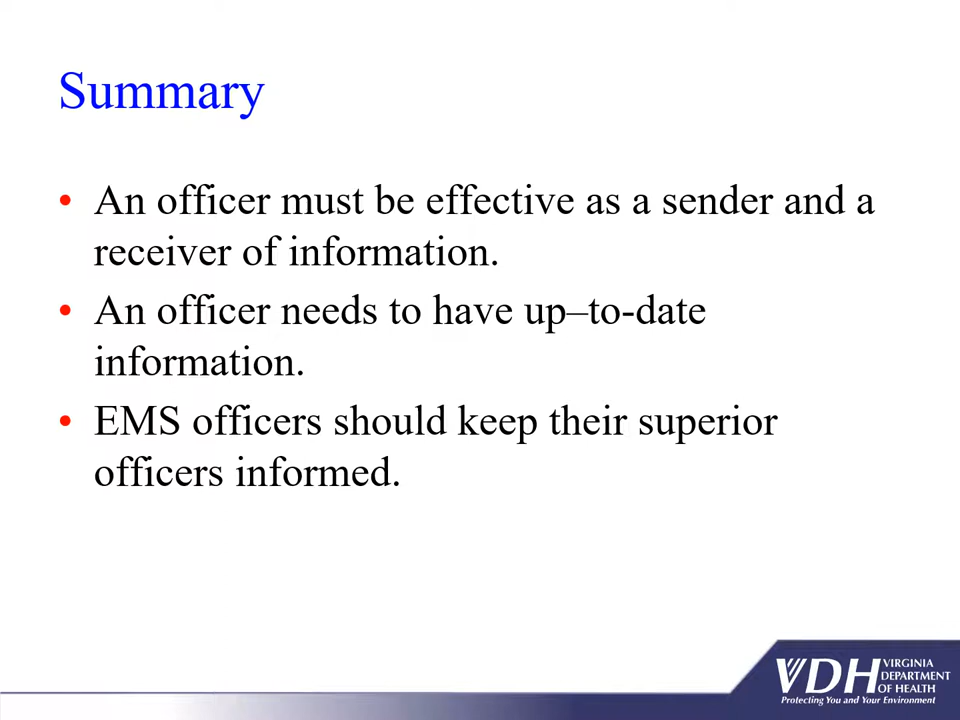 Summary
• An officer must be effective as a sender and a
receiver of information.
• An officer needs to have up–to-date
information.
• EMS officers should keep their superior
officers informed.
VDH VIRGINIA
DEPARTMENT
OF HEALTH
Protecting You and Your Environment